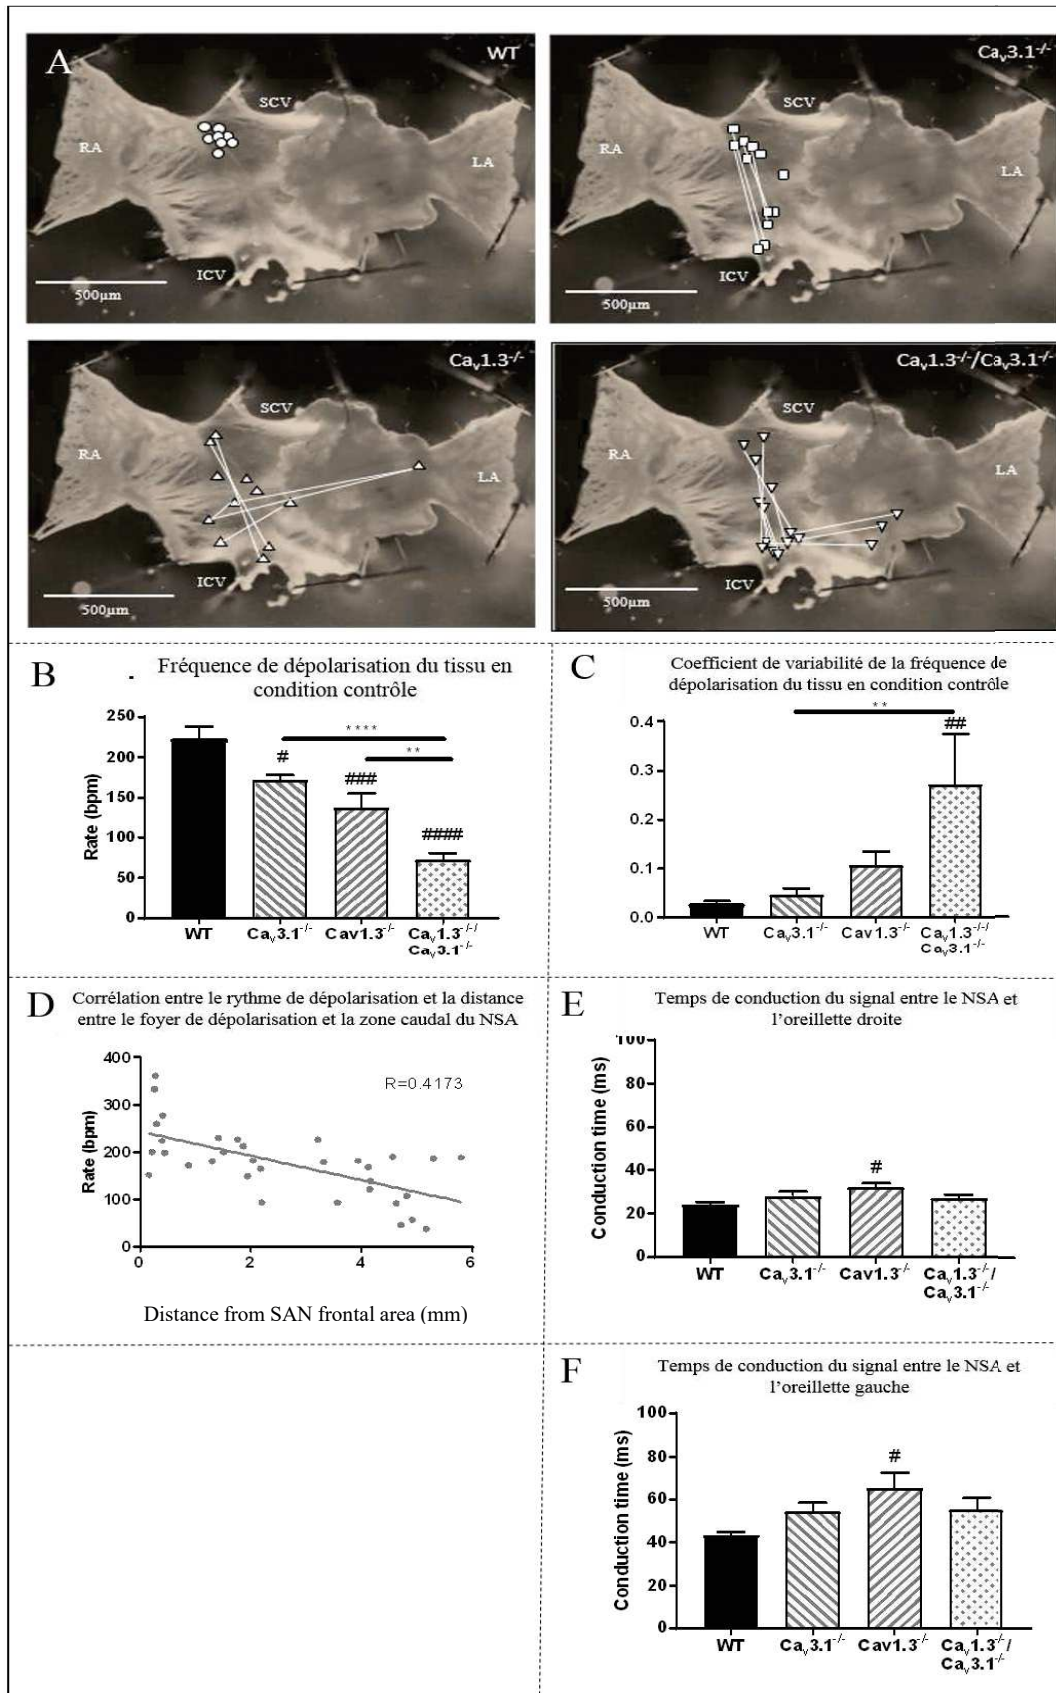 A
WT
SCV
RA
LA
ICV
500µm
Cav3.1-/-
SCV
RA
LA
ICV
500µm
Cav1.3-/-
SCV
RA
LA
ICV
500µm
Cav1.3-/-/Cav3.1-/-
SCV
RA
LA
ICV
500µm
B
Fréquence de dépolarisation du tissu en
condition contrôle
Rate (bpm)
250
200
150
100
50
0
****
**
#
###
####
WT
Cav3.1-/-
Cav1.3-/-
Cav1.3-/-/
Cav3.1-/-
C
Coefficient de variabilité de la fréquence de
dépolarisation du tissu en condition contrôle
0.4
0.3
0.2
0.1
0.0
**
##
WT
Cav3.1-/-
Cav1.3-/-
Cav1.3-/-/
Cav3.1-/-
D
Corrélation entre le rythme de dépolarisation et la distance
entre le foyer de dépolarisation et la zone caudal du NSA
Rate (bpm)
400
300
200
100
0
R=0.4173
0
2
4
6
Distance from SAN frontal area (mm)
E
Temps de conduction du signal entre le NSA et
l'oreillette droite
Conduction time (ms)
100
80
60
40
20
0
#
WT
Cav3.1-/-
Cav1.3-/-
Cav1.3-/-/
Cav3.1-/-
F
Temps de conduction du signal entre le NSA et
l'oreillette gauche
Conduction time (ms)
100
80
60
40
20
0
#
WT
Cav3.1-/-
Cav1.3-/-
Cav1.3-/-/
Cav3.1-/-